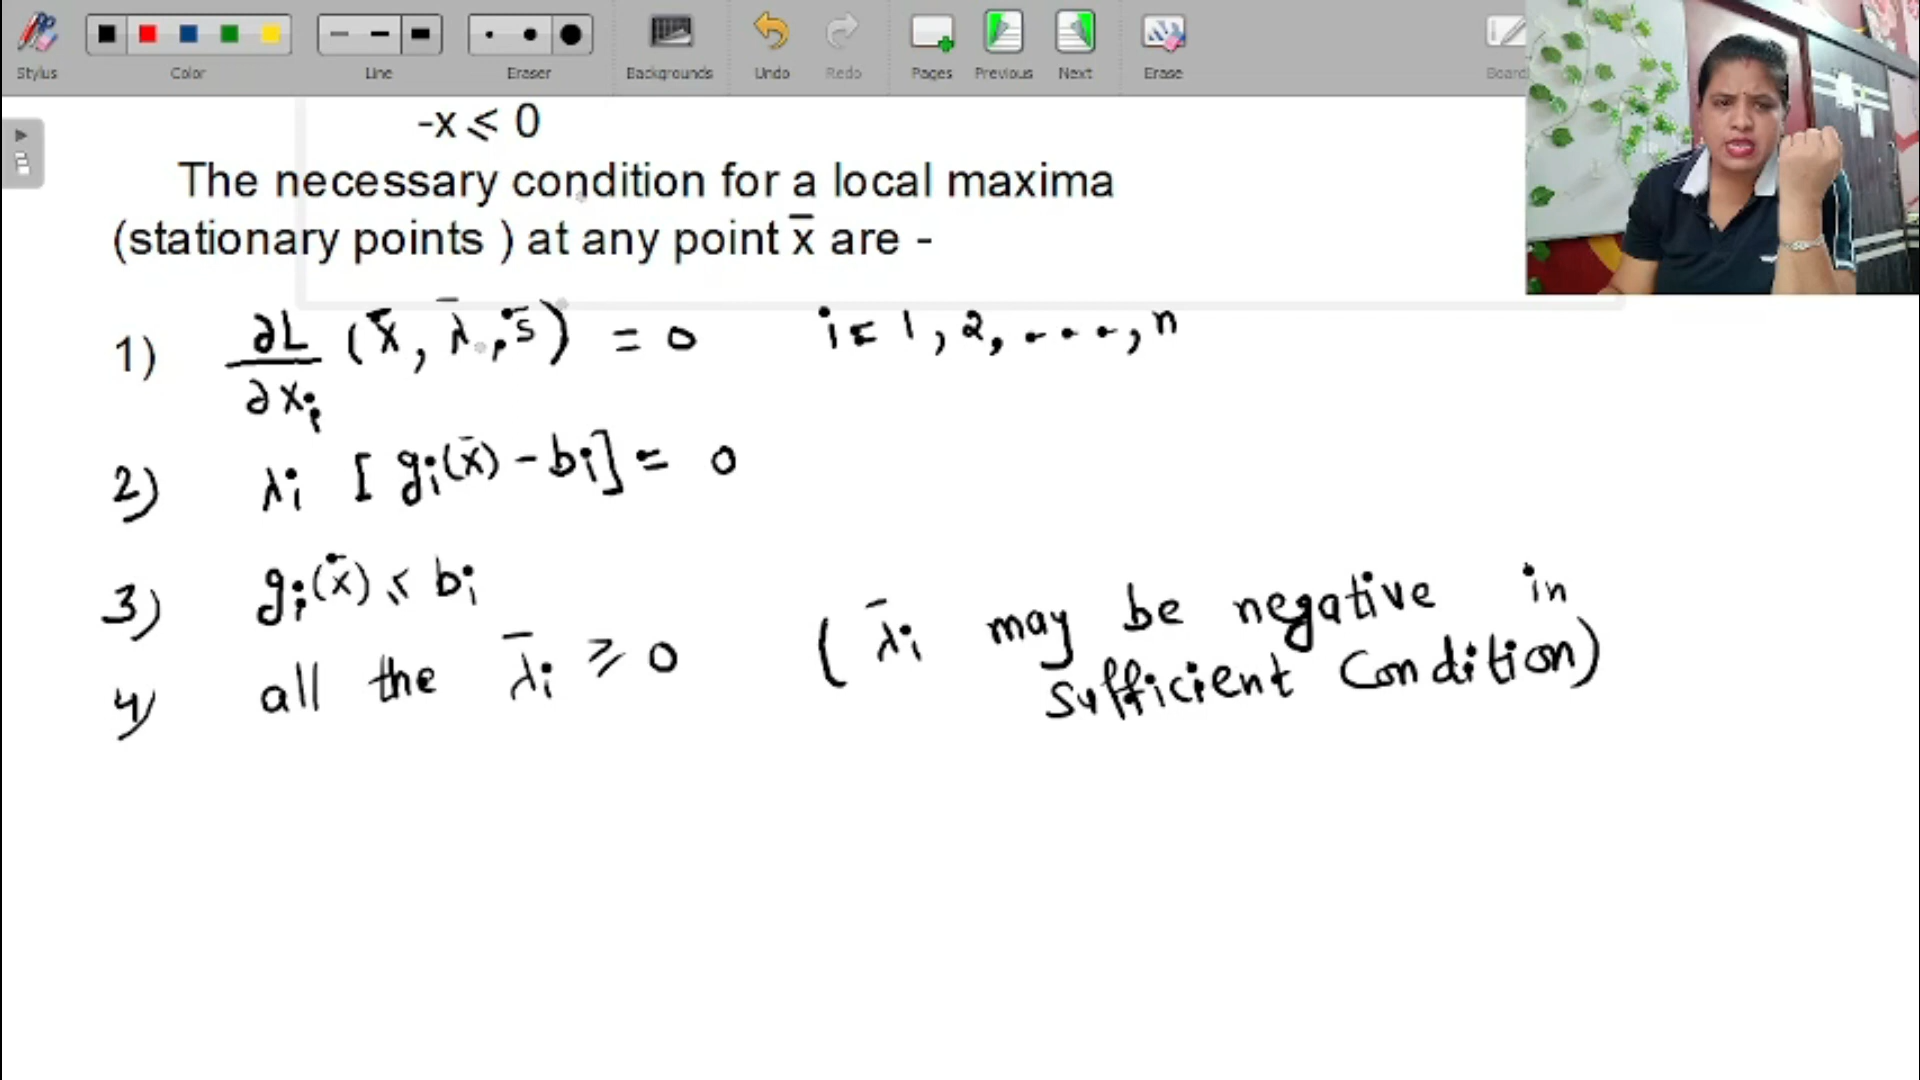 Stylus
Color
Line
Eraser
Backgrounds
Undo
Redo
Pages
Previous
Next
Erase
Board
-x ⩽ 0
The necessary condition for a local maxima
(stationary points ) at any point x̄ are -
1) ∂L/∂xᵢ (x̄, λ̄, s̄) = 0 i = 1, 2, ...., n
2) λᵢ [gᵢ(x̄) - bᵢ] = 0
3) gᵢ(x̄) ⩽ bᵢ
4) all the λ̄ᵢ ⩾ 0 ( λ̄ᵢ may be negative in
sufficient Condition)